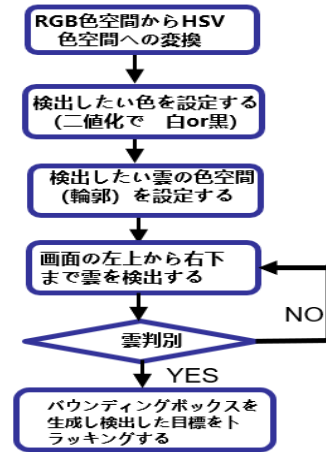 RGB色空間からHSV
色空間への変換
検出したい色を設定する
(二値化で　白or黒)
検出したい雲の色空間
(輪郭) を設定する
画面の左上から右下
まで雲を検出する
NO
雲判別
YES
バウンディングボックスを
生成し検出した目標をト
ラッキングする